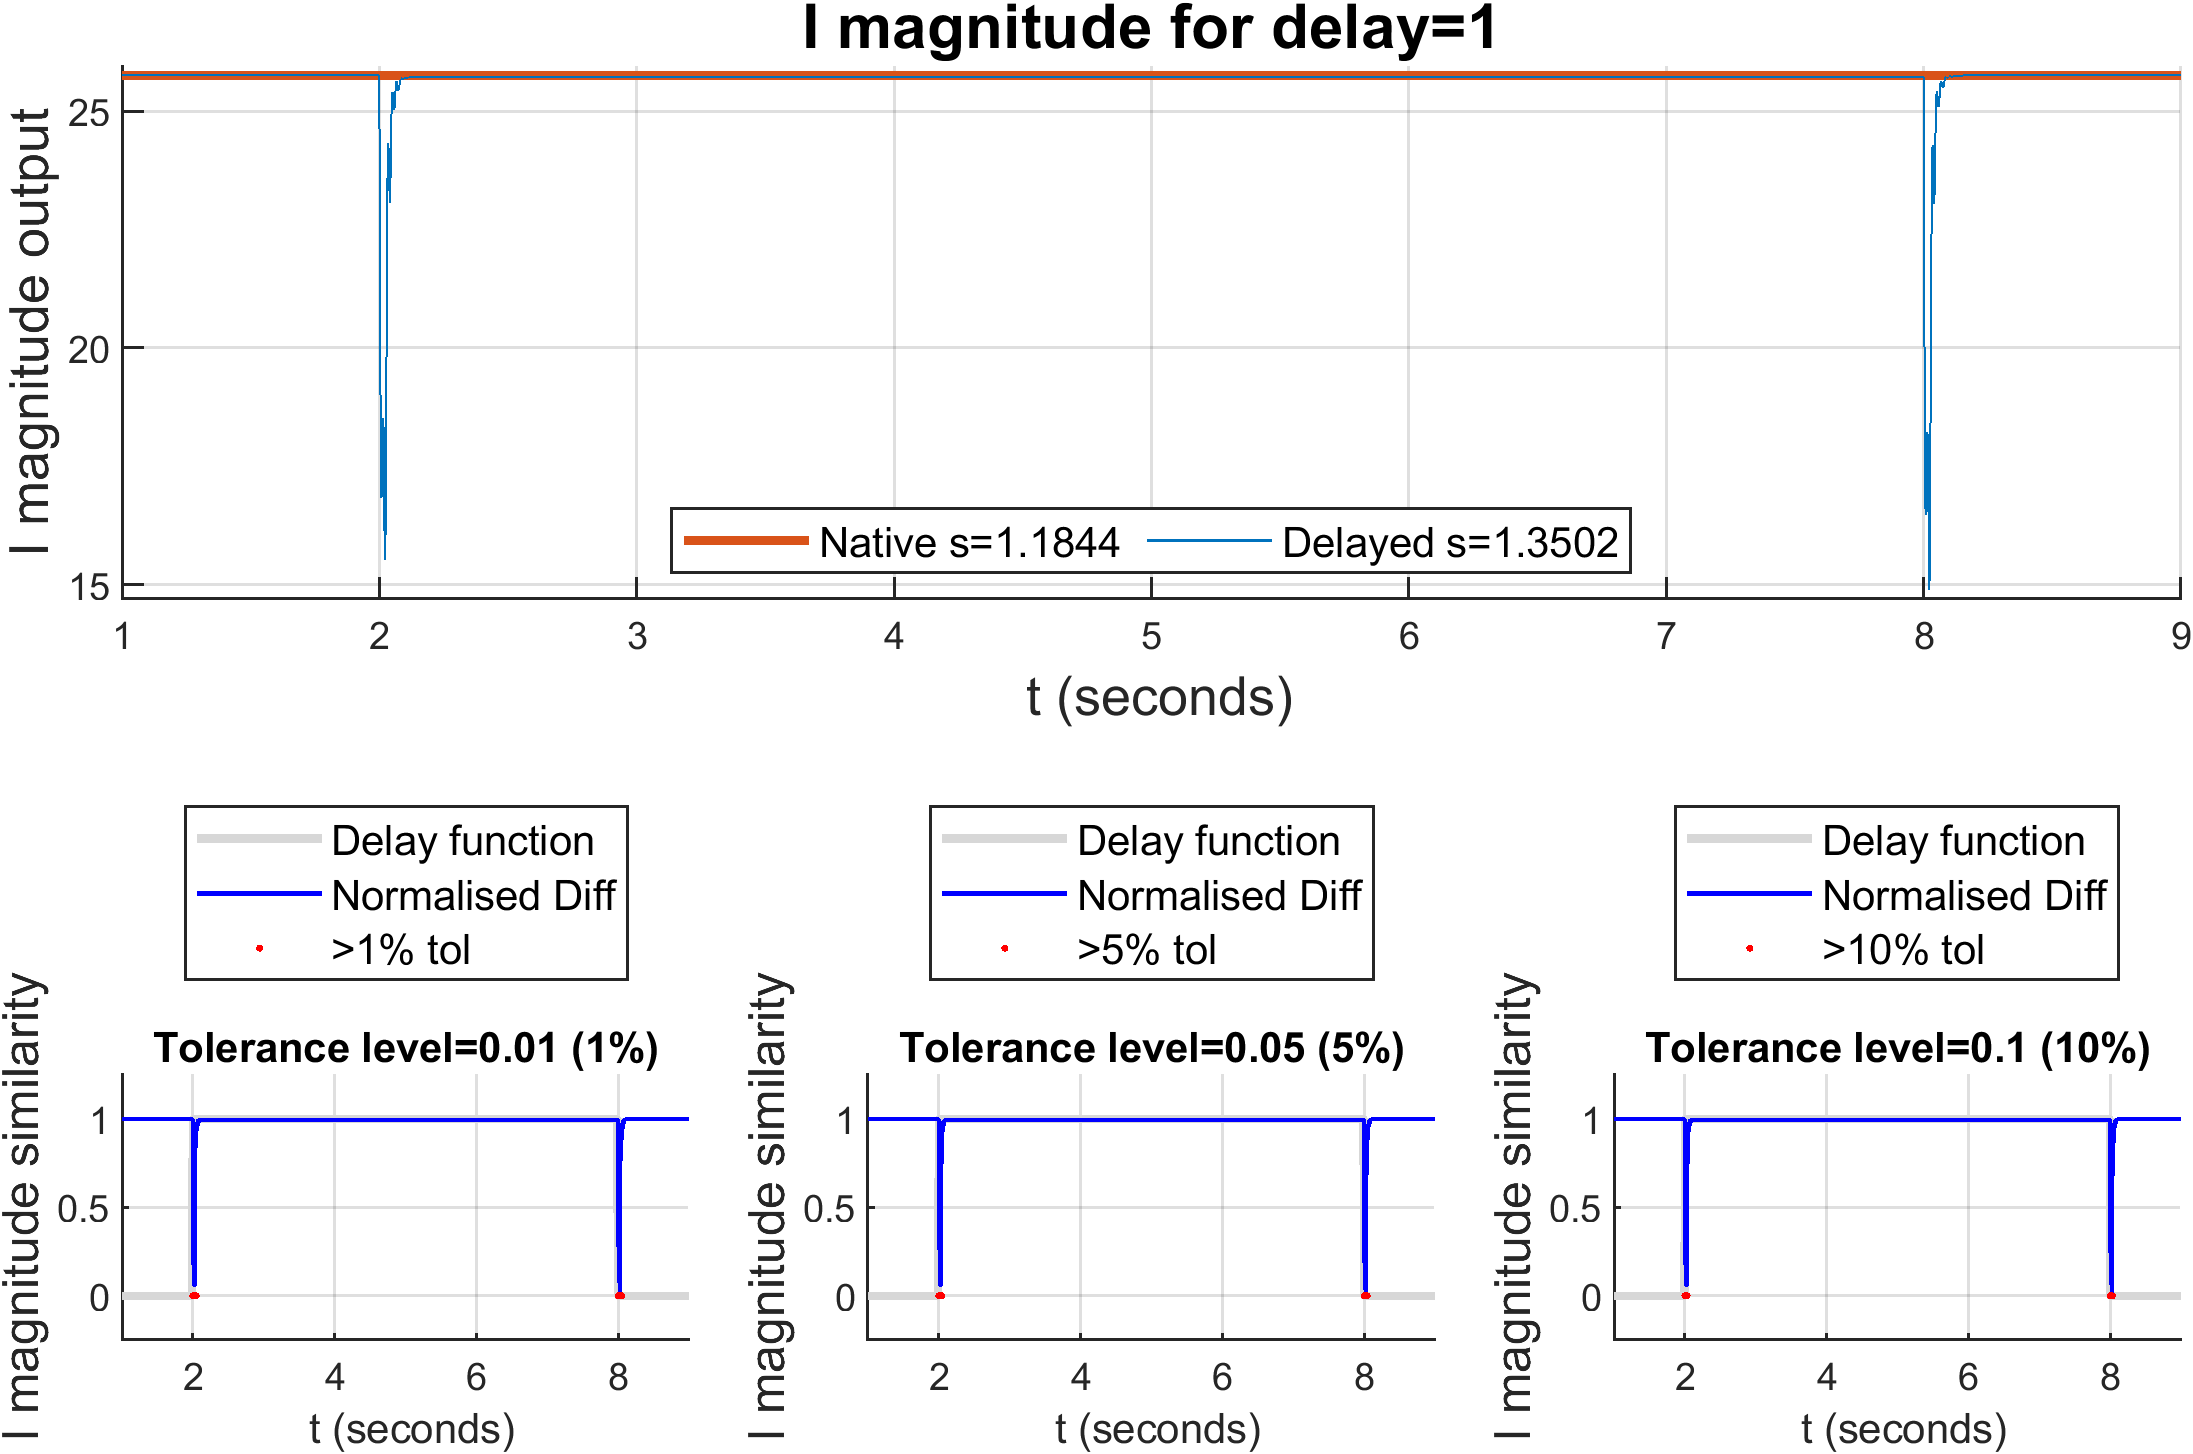 I magnitude for delay=1
I magnitude output
25
20
15
Native s=1.1844 Delayed s=1.3502
1 2 3 4 5 6 7 8 9
t (seconds)
Delay function
Normalised Diff
>1% tol
Tolerance level=0.01 (1%)
I magnitude similarity
1
0.5
0
2 4 6 8
t (seconds)
Delay function
Normalised Diff
>5% tol
Tolerance level=0.05 (5%)
I magnitude similarity
1
0.5
0
2 4 6 8
t (seconds)
Delay function
Normalised Diff
>10% tol
Tolerance level=0.1 (10%)
I magnitude similarity
1
0.5
0
2 4 6 8
t (seconds)